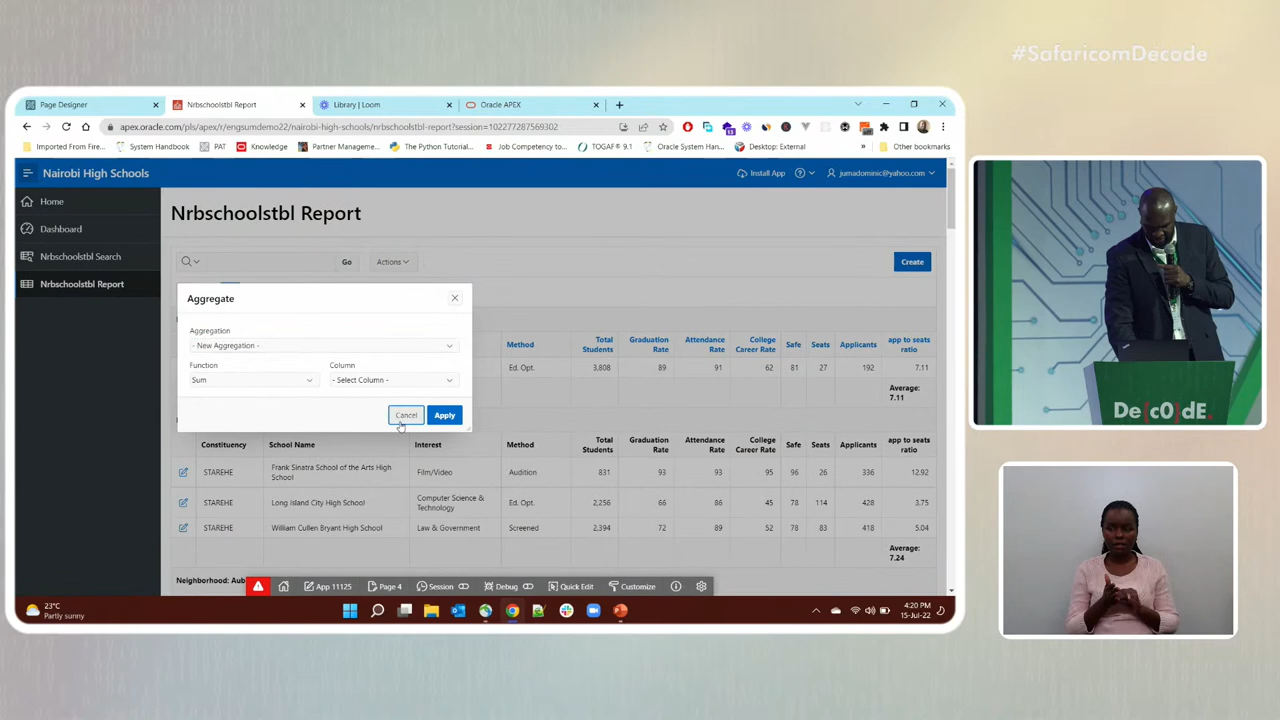 #SafaricomDecode
Page Designer
Nrbschoolstbl Report
Library | Loom
Oracle APEX
apex.oracle.com/pls/apex/r/engsumdemo22/nairobi-high-schools/nrbschoolstbl-report?session=102277287569302
Imported From Fire...
System Handbook
PAT
Knowledge
Partner Manageme...
The Python Tutorial...
Job Competency to...
TOGAF® 9.1
Oracle System Han...
Desktop: External
Other bookmarks
Nairobi High Schools
Install App
jumadominic@yahoo.com
Home
Dashboard
Nrbschoolstbl Search
Nrbschoolstbl Report
Nrbschoolstbl Report
Go
Actions
Create
Aggregate
Aggregation
- New Aggregation -
Function
Column
Sum
- Select Column -
Cancel
Apply
Method
Total Students
Graduation Rate
Attendance Rate
College Career Rate
Safe
Seats
Applicants
app to seats ratio
Ed. Opt.
3,808
89
91
62
81
27
192
7.11
Average:
7.11
Constituency
School Name
Interest
Method
Total Students
Graduation Rate
Attendance Rate
College Career Rate
Safe
Seats
Applicants
app to seats ratio
STAREHE
Frank Sinatra School of the Arts High School
Film/Video
Audition
831
93
93
95
96
26
336
12.92
STAREHE
Long Island City High School
Computer Science & Technology
Ed. Opt.
2,256
66
86
45
78
114
428
3.75
STAREHE
William Cullen Bryant High School
Law & Government
Screened
2,394
72
89
52
78
83
418
5.04
Average:
7.24
Neighborhood: Aub
App 11125
Page 4
Session
Debug
Quick Edit
Customize
23°C
Partly sunny
4:20 PM
15-Jul-22
De{c0}dE.